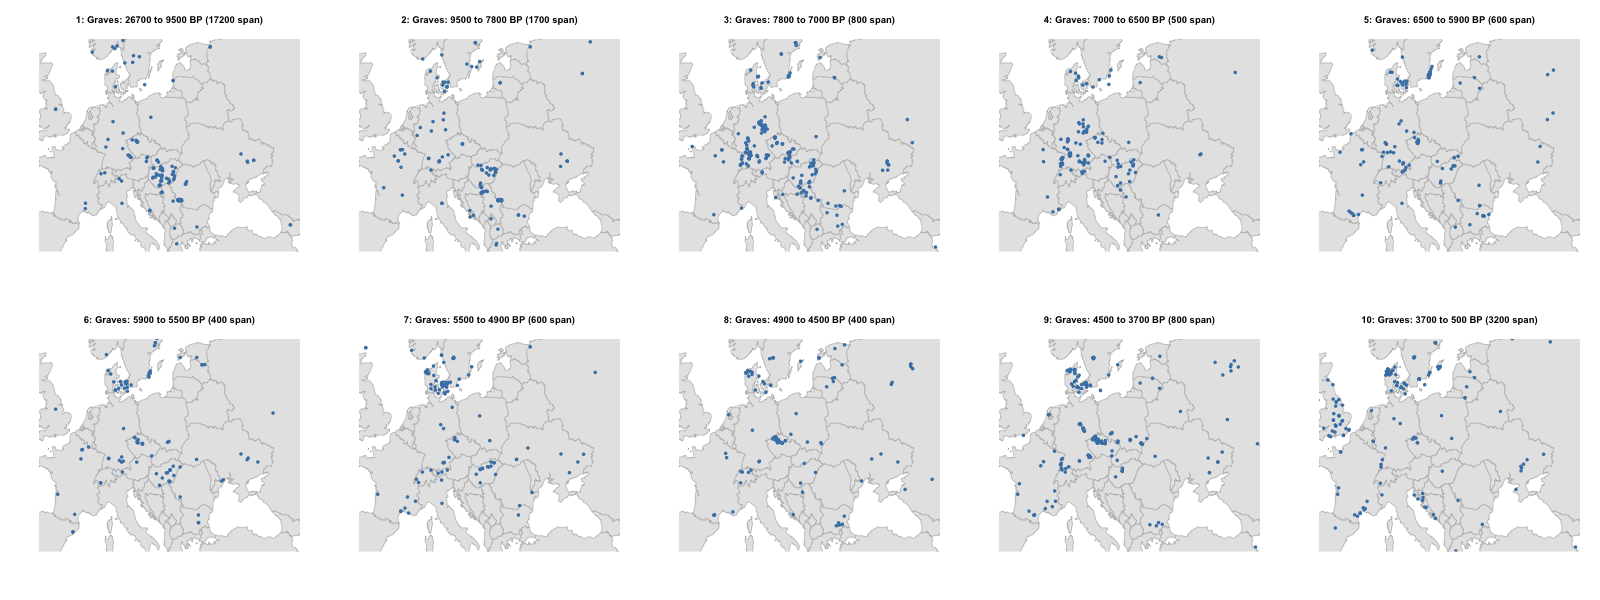 1: Graves: 26700 to 9500 BP (17200 span)
2: Graves: 9500 to 7800 BP (1700 span)
3: Graves: 7800 to 7000 BP (800 span)
4: Graves: 7000 to 6500 BP (500 span)
5: Graves: 6500 to 5900 BP (600 span)
6: Graves: 5900 to 5500 BP (400 span)
7: Graves: 5500 to 4900 BP (600 span)
8: Graves: 4900 to 4500 BP (400 span)
9: Graves: 4500 to 3700 BP (800 span)
10: Graves: 3700 to 500 BP (3200 span)